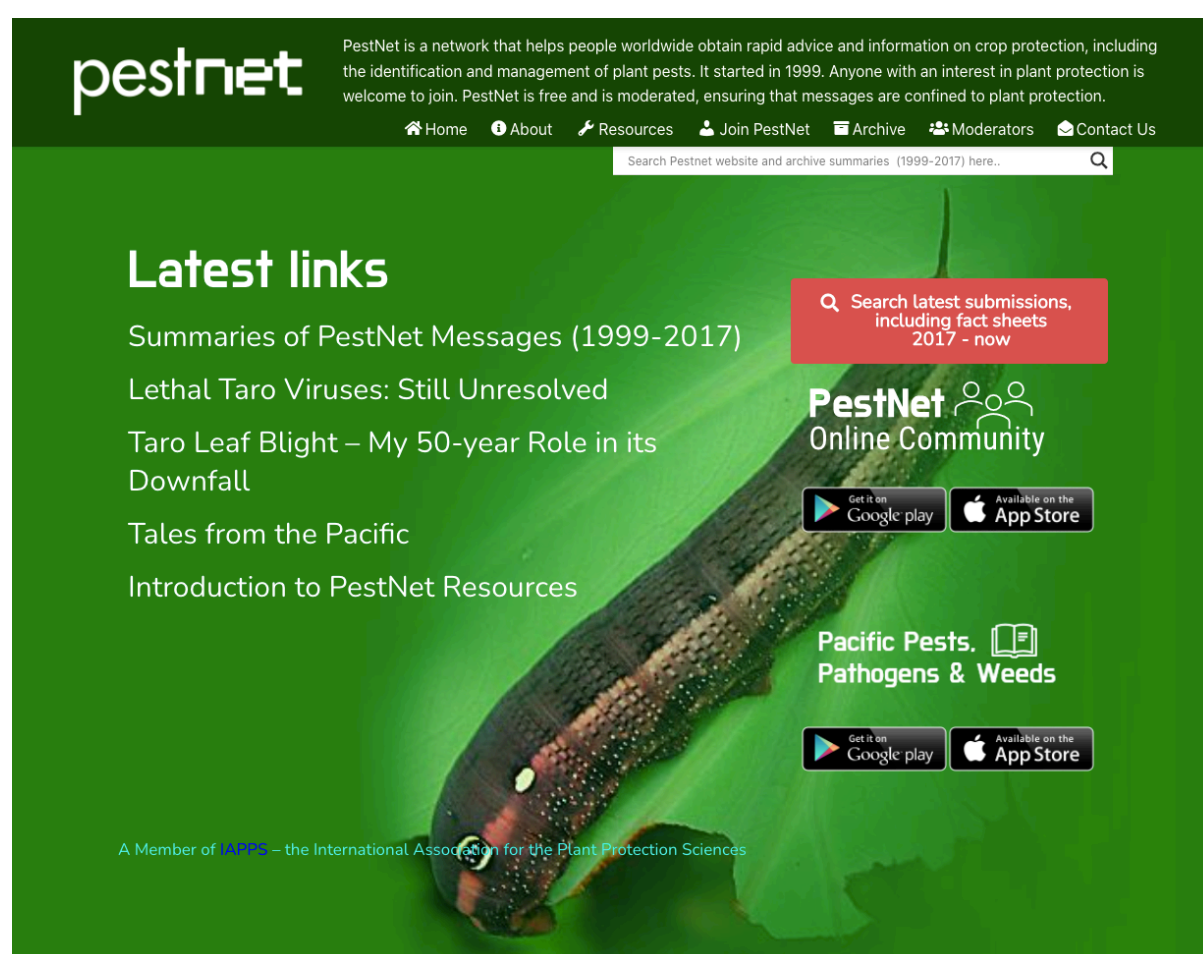 pestnet
PestNet is a network that helps people worldwide obtain rapid advice and information on crop protection, including
the identification and management of plant pests. It started in 1999. Anyone with an interest in plant protection is
welcome to join. PestNet is free and is moderated, ensuring that messages are confined to plant protection.
Home About Resources Join PestNet Archive Moderators Contact Us
Search Pestnet website and archive summaries (1999-2017) here..
Latest links
Summaries of PestNet Messages (1999-2017)
Lethal Taro Viruses: Still Unresolved
Taro Leaf Blight – My 50-year Role in its
Downfall
Tales from the Pacific
Introduction to PestNet Resources
Search latest submissions,
including fact sheets
2017 - now
PestNet
Online Community
Get it on
Google play
Available on the
App Store
Pacific Pests,
Pathogens & Weeds
Get it on
Google play
Available on the
App Store
A Member of IAPPS – the International Association for the Plant Protection Sciences